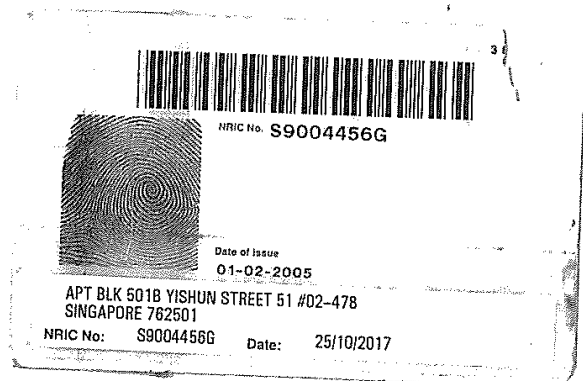 NRIC No. S9004456G
Date of Issue
01-02-2005
APT BLK 501B YISHUN STREET 51 #02-478
SINGAPORE 762501
NRIC No: S9004456G Date: 25/10/2017